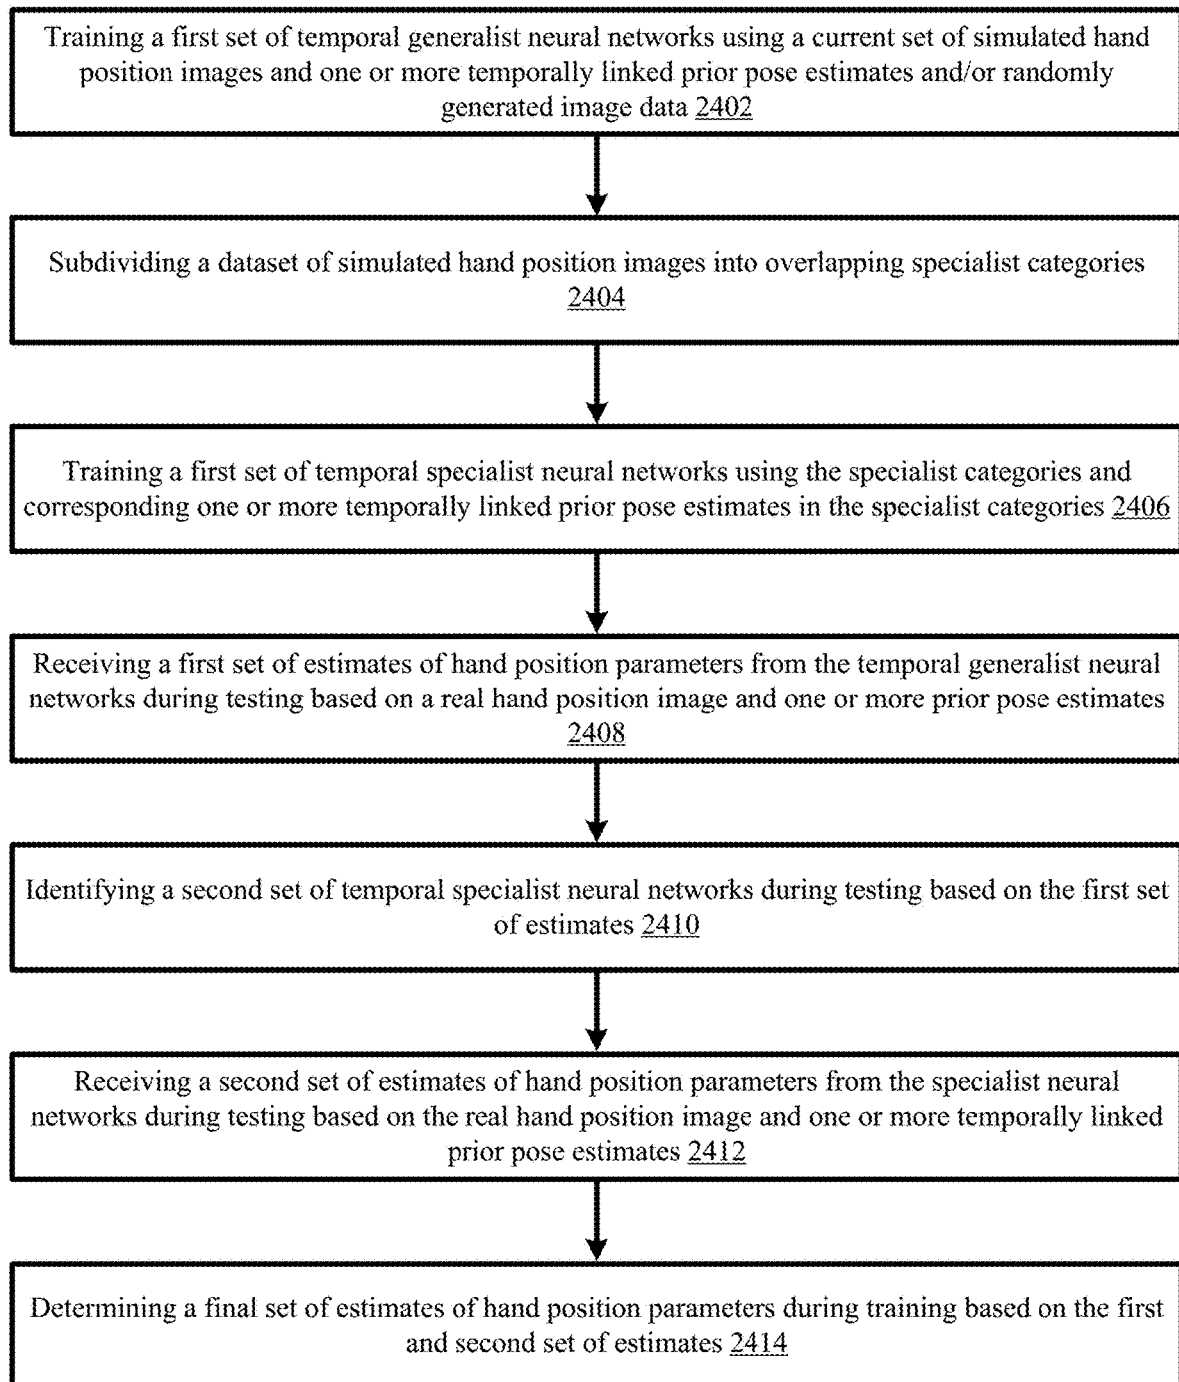 Training a first set of temporal generalist neural networks using a current set of simulated hand
position images and one or more temporally linked prior pose estimates and/or randomly
generated image data 2402
Subdividing a dataset of simulated hand position images into overlapping specialist categories
2404
Training a first set of temporal specialist neural networks using the specialist categories and
corresponding one or more temporally linked prior pose estimates in the specialist categories 2406
Receiving a first set of estimates of hand position parameters from the temporal generalist neural
networks during testing based on a real hand position image and one or more prior pose estimates
2408
Identifying a second set of temporal specialist neural networks during testing based on the first set
of estimates 2410
Receiving a second set of estimates of hand position parameters from the specialist neural
networks during testing based on the real hand position image and one or more temporally linked
prior pose estimates 2412
Determining a final set of estimates of hand position parameters during training based on the first
and second set of estimates 2414